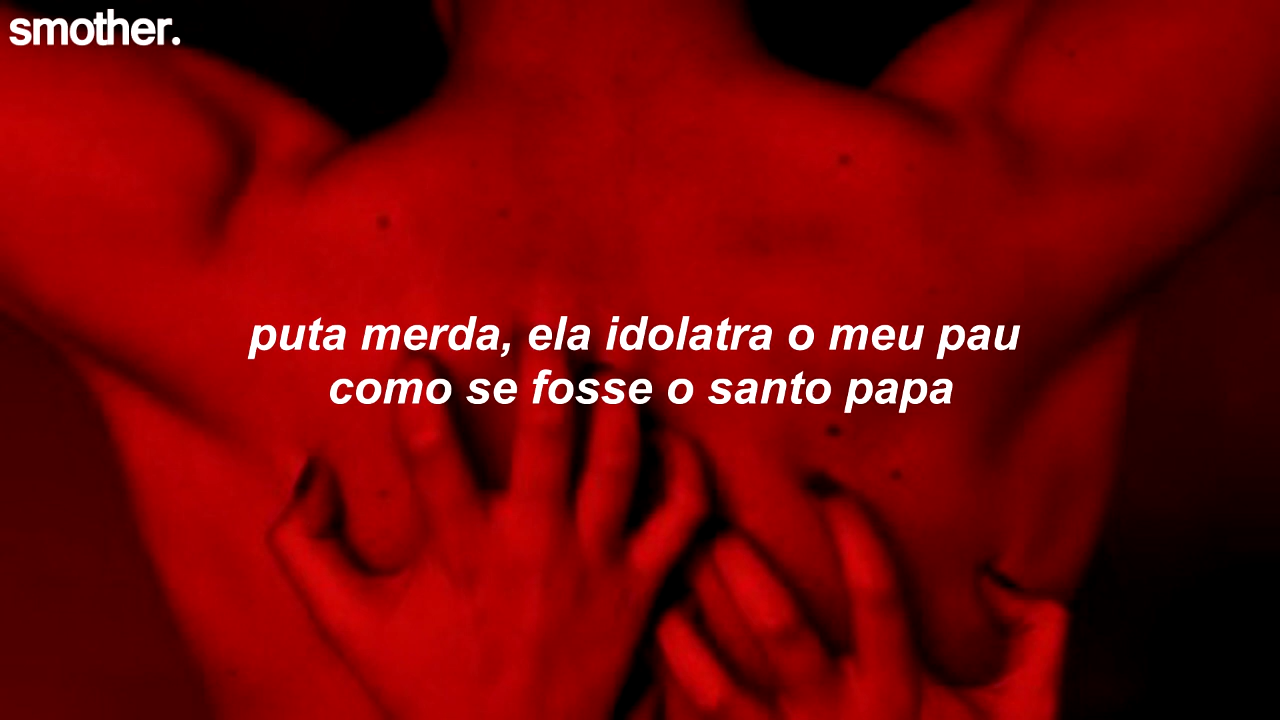 smother.
puta merda, ela idolatra o meu pau
como se fosse o santo papa